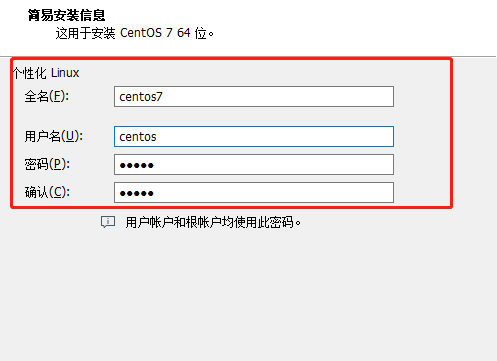 简易安装信息
这用于安装 CentOS 7 64 位。
个性化 Linux
全名(F): centos7
用户名(U): centos
密码(P): ●●●●●
确认(C): ●●●●●
用户帐户和根帐户均使用此密码。